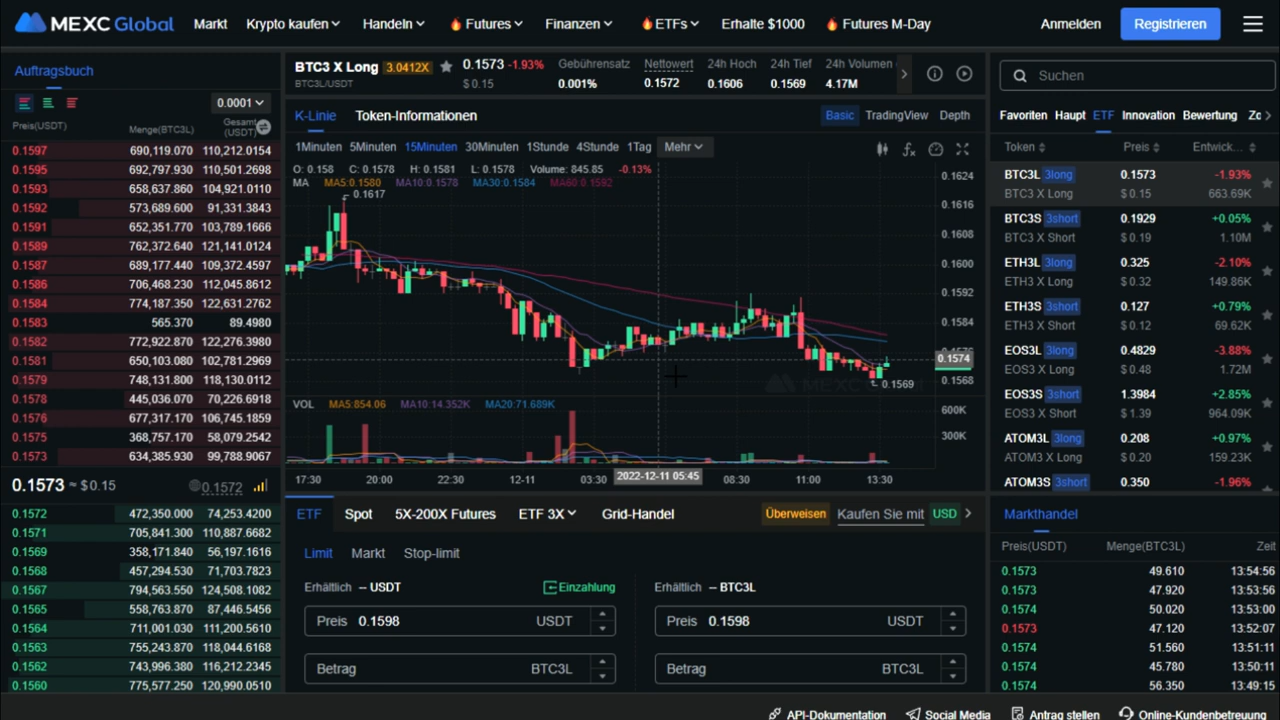 MEXC Global Markt Krypto kaufen Handeln Futures Finanzen ETFs Erhalte $1000 Futures M-Day Anmelden Registrieren
Auftragsbuch
0.0001
Preis(USDT) Menge(BTC3L) Gesamt (USDT)
0.1597 690,119.070 110,212.0154
0.1595 692,797.930 110,501.2698
0.1593 658,637.860 104,921.0110
0.1592 573,689.600 91,331.3843
0.1591 652,351.770 103,789.1666
0.1589 762,372.640 121,141.0124
0.1587 689,177.440 109,372.4597
0.1586 706,468.230 112,045.8612
0.1584 774,187.350 122,631.2762
0.1583 565.370 89.4980
0.1582 772,922.870 122,276.3980
0.1581 650,103.080 102,781.2969
0.1579 748,131.800 118,130.0112
0.1578 445,036.070 70,226.6918
0.1576 677,317.170 106,745.1859
0.1575 368,757.170 58,079.2542
0.1573 634,385.930 99,788.9067
0.1573 ≈ $0.15 0.1572
0.1572 472,350.000 74,253.4200
0.1571 705,841.300 110,887.6682
0.1569 358,171.840 56,197.1616
0.1568 457,294.530 71,703.7823
0.1567 794,563.550 124,508.1082
0.1565 558,763.870 87,446.5456
0.1564 711,001.030 111,200.5610
0.1563 755,243.870 118,044.6168
0.1562 743,996.380 116,212.2345
0.1560 775,577.250 120,990.0510
BTC3 X Long 3.0412X 0.1573 -1.93% Gebührensatz Nettowert 24h Hoch 24h Tief 24h Volumen
BTC3L/USDT $ 0.15 0.001% 0.1572 0.1606 0.1569 4.17M
K-Linie Token-Informationen Basic TradingView Depth
1Minuten 5Minuten 15Minuten 30Minuten 1Stunde 4Stunde 1Tag Mehr
O: 0.158 C: 0.1578 H: 0.1581 L: 0.1578 Volume: 845.85 -0.13%
MA MA5:0.1580 MA10:0.1578 MA30:0.1584 MA60:0.1592
0.1617
0.1624
0.1616
0.1608
0.1600
0.1592
0.1584
0.1574
0.1568
0.1569
VOL MA5:854.06 MA10:14.352K MA20:71.689K
600K
300K
17:30 20:00 22:30 12-11 03:30 2022-12-11 05:45 08:30 11:00 13:30
ETF Spot 5X-200X Futures ETF 3X Grid-Handel Überweisen Kaufen Sie mit USD
Limit Markt Stop-limit
Erhältlich -- USDT Einzahlung Erhältlich -- BTC3L
Preis 0.1598 USDT Preis 0.1598 USDT
Betrag BTC3L Betrag BTC3L
Suchen
Favoriten Haupt ETF Innovation Bewertung
Token Preis Entwick...
BTC3L 3long 0.1573 -1.93%
BTC3 X Long $ 0.15 663.69K
BTC3S 3short 0.1929 +0.05%
BTC3 X Short $ 0.19 1.10M
ETH3L 3long 0.325 -2.10%
ETH3 X Long $ 0.32 149.86K
ETH3S 3short 0.127 +0.79%
ETH3 X Short $ 0.12 69.62K
EOS3L 3long 0.4829 -3.88%
EOS3 X Long $ 0.48 1.72M
EOS3S 3short 1.3984 +2.85%
EOS3 X Short $ 1.39 964.09K
ATOM3L 3long 0.208 +0.97%
ATOM3 X Long $ 0.20 159.23K
ATOM3S 3short 0.350 -1.96%
Markthandel
Preis(USDT) Menge(BTC3L) Zeit
0.1573 49.610 13:54:56
0.1573 47.920 13:53:56
0.1574 50.020 13:53:00
0.1573 47.120 13:52:07
0.1574 51.560 13:51:11
0.1574 45.780 13:50:11
0.1574 56.350 13:49:15
API-Dokumentation Social Media Antrag stellen Online-Kundenbetreuung